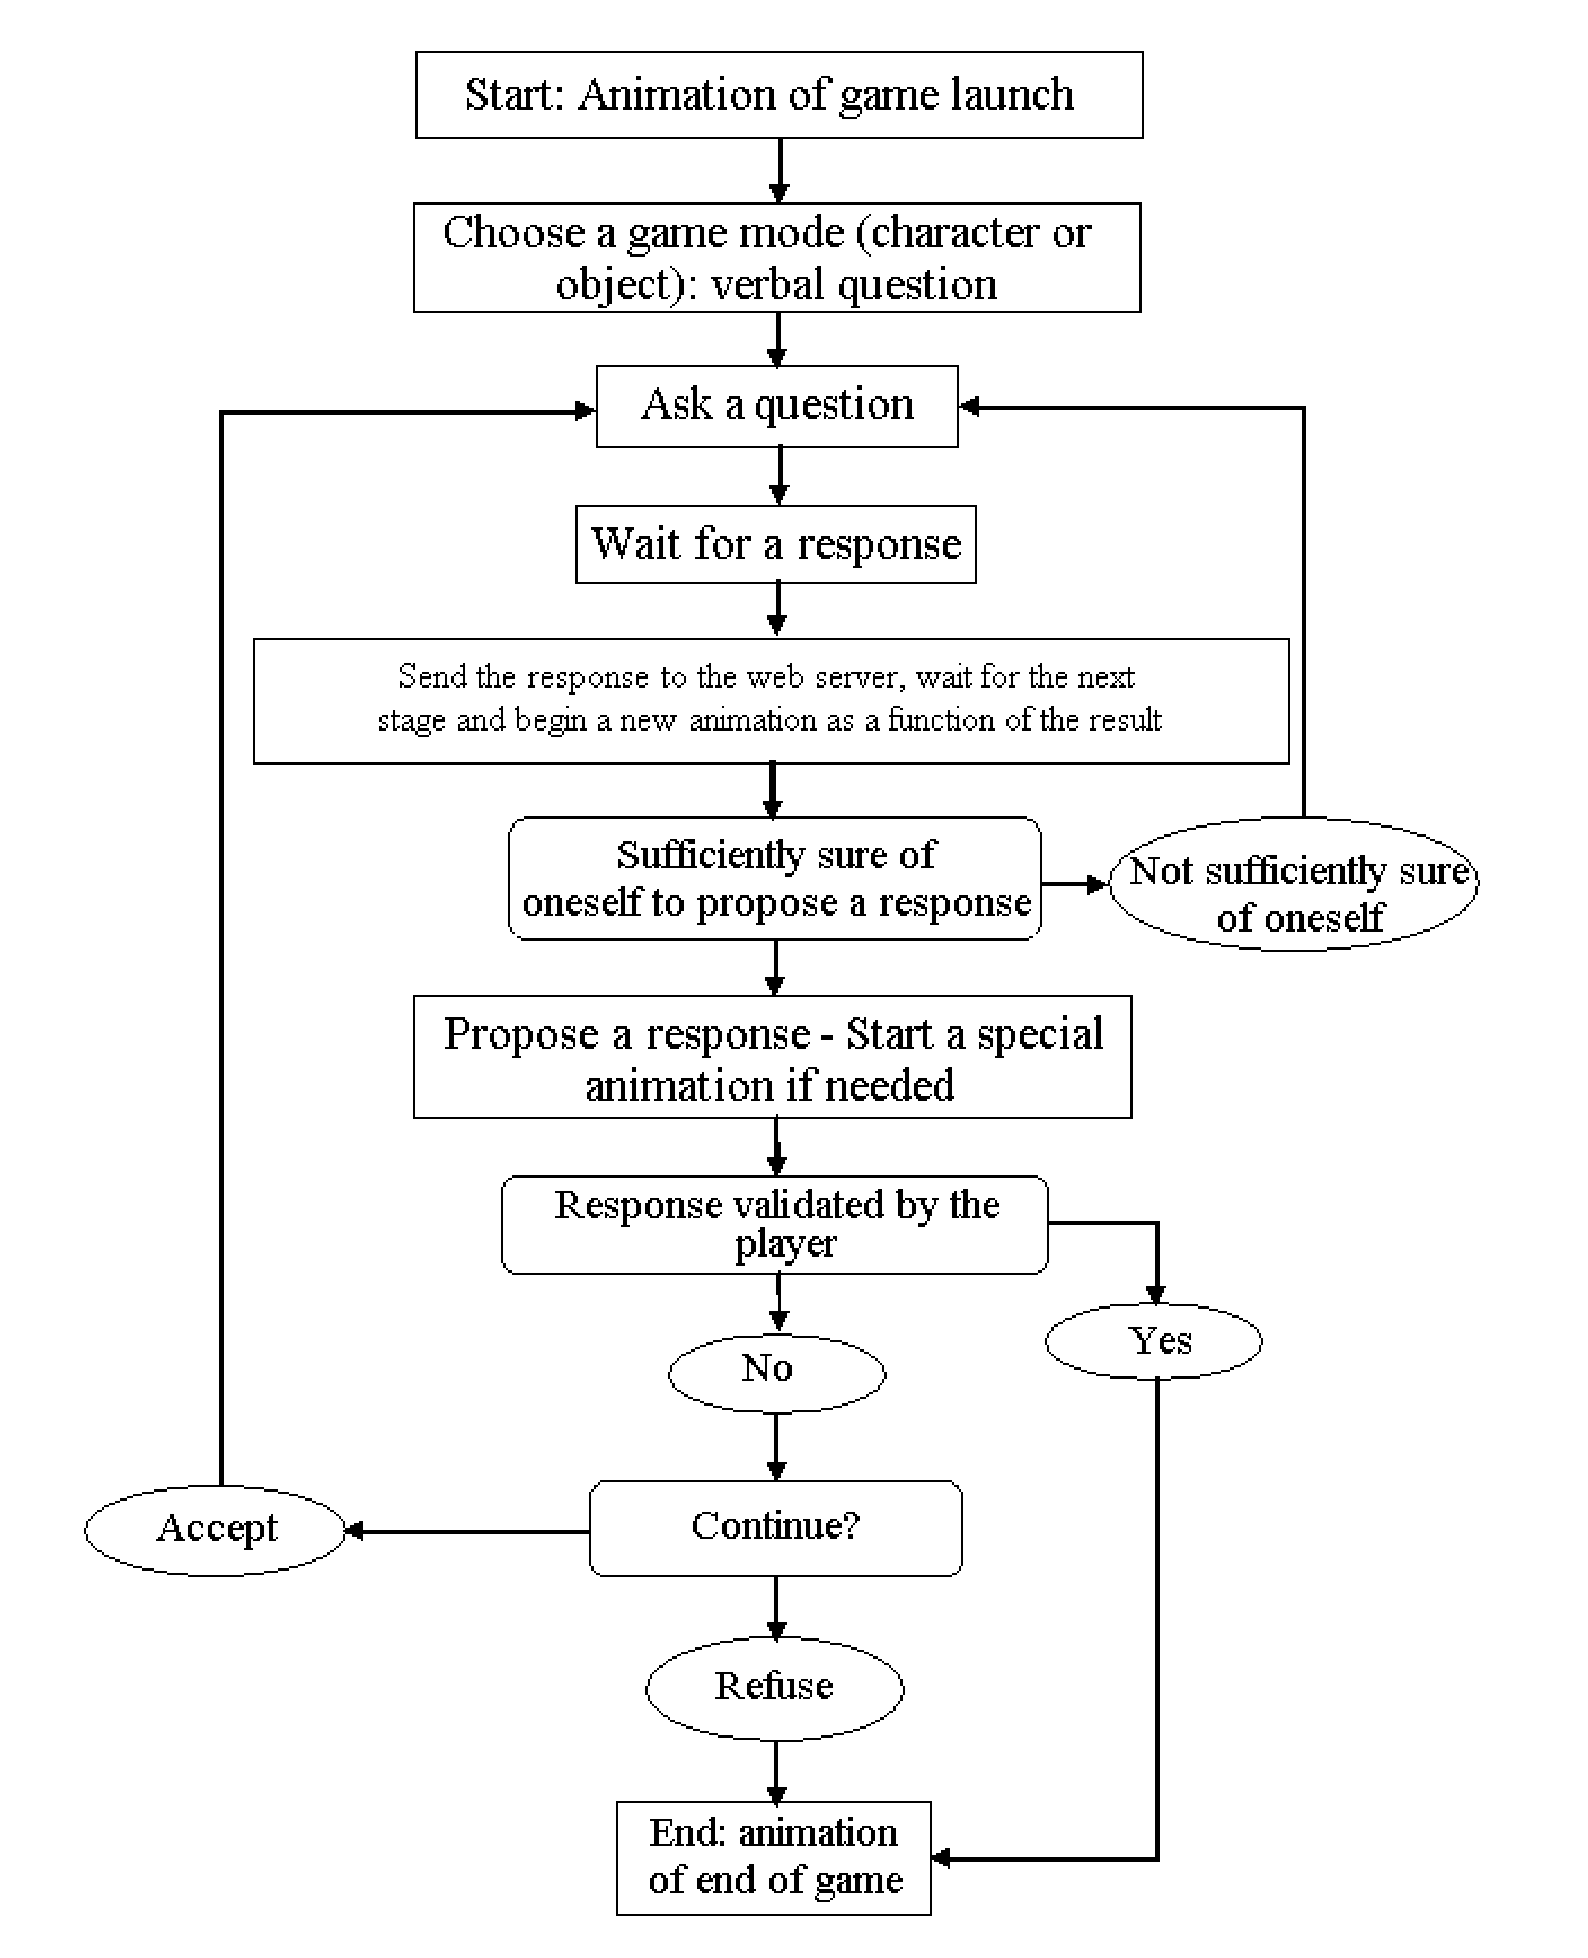 Start: Animation of game launch
Choose a game mode (character or
object): verbal question
Ask a question
Wait for a response
Send the response to the web server, wait for the next
stage and begin a new animation as a function of the result
Sufficiently sure of
oneself to propose a response
Not sufficiently sure
of oneself
Propose a response - Start a special
animation if needed
Response validated by the
player
Yes
No
Continue?
Accept
Refuse
End: animation
of end of game